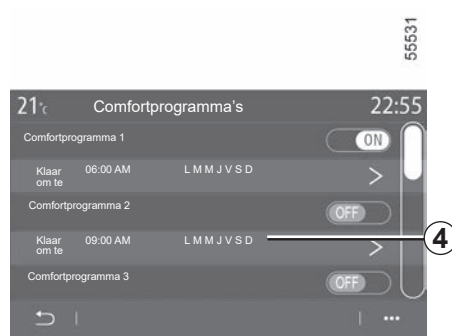 55531
21°c Comfortprogramma's 22:55
Comfortprogramma 1 ON
Klaar om te 06:00 AM L M M J V S D >
Comfortprogramma 2 OFF
Klaar om te 09:00 AM L M M J V S D >
4
Comfortprogramma 3 OFF